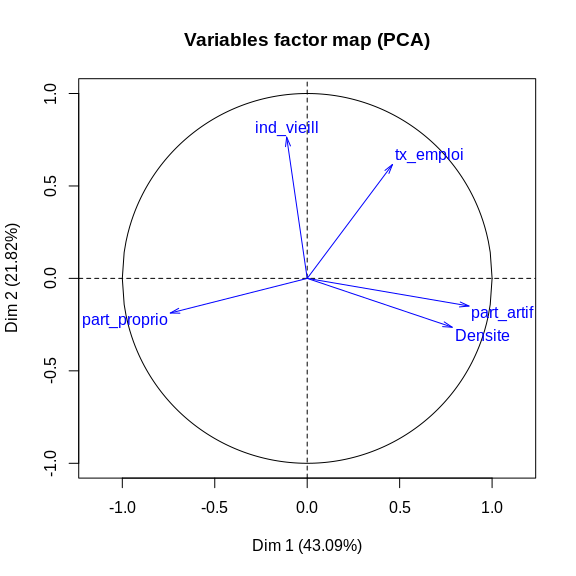 Variables factor map (PCA)
ind_vieill
tx_emploi
part_proprio
part_artif
Densite
1.0
0.5
0.0
-0.5
-1.0
Dim 2 (21.82%)
-1.0
-0.5
0.0
0.5
1.0
Dim 1 (43.09%)